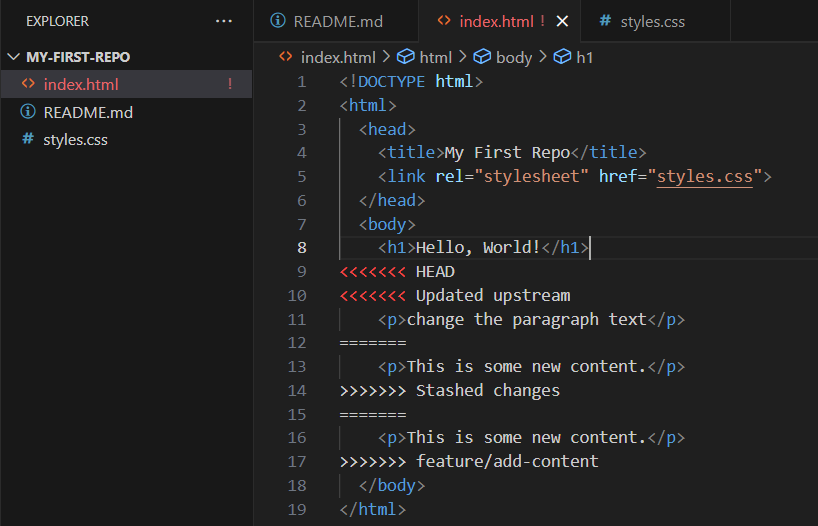 EXPLORER ...
MY-FIRST-REPO
index.html !
README.md
styles.css
README.md index.html ! styles.css
index.html > html > body > h1
1 <!DOCTYPE html>
2 <html>
3   <head>
4     <title>My First Repo</title>
5     <link rel="stylesheet" href="styles.css">
6   </head>
7   <body>
8     <h1>Hello, World!</h1>
9 <<<<<<< HEAD
10 <<<<<<< Updated upstream
11     <p>change the paragraph text</p>
12 =======
13     <p>This is some new content.</p>
14 >>>>>>> Stashed changes
15 =======
16     <p>This is some new content.</p>
17 >>>>>>> feature/add-content
18   </body>
19 </html>